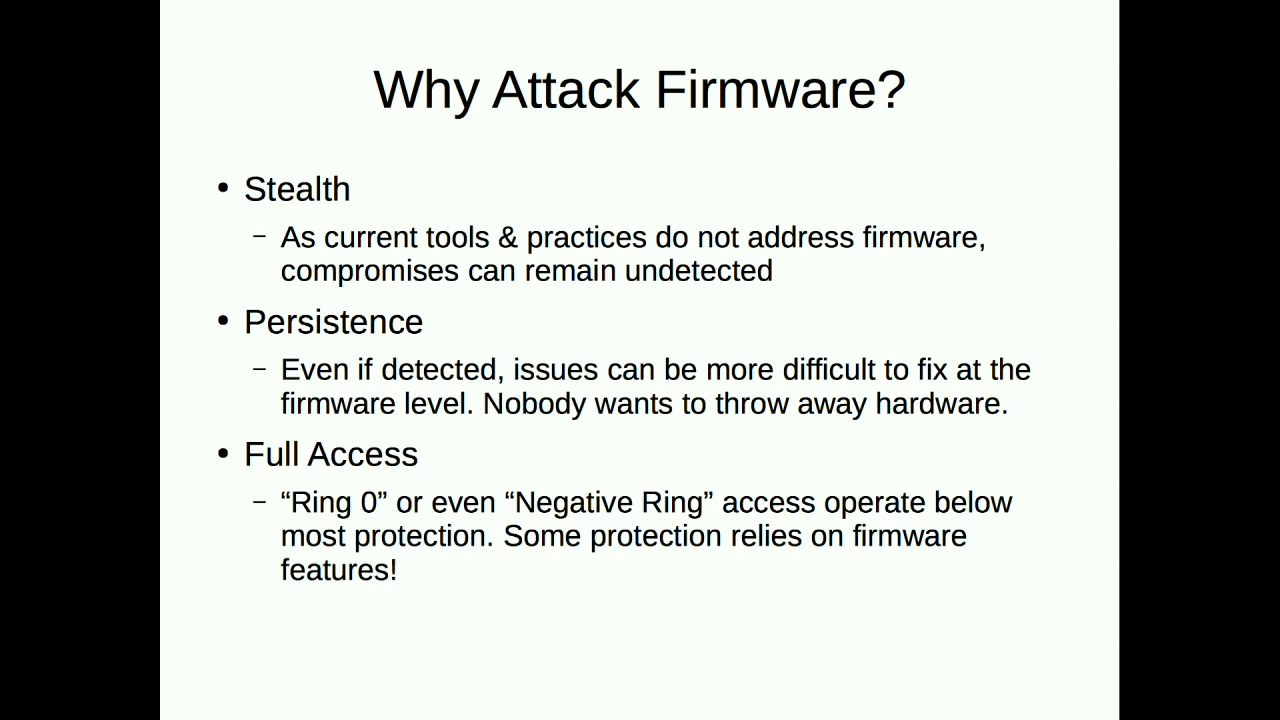 Why Attack Firmware?
• Stealth
– As current tools & practices do not address firmware,
compromises can remain undetected
• Persistence
– Even if detected, issues can be more difficult to fix at the
firmware level. Nobody wants to throw away hardware.
• Full Access
– “Ring 0” or even “Negative Ring” access operate below
most protection. Some protection relies on firmware
features!